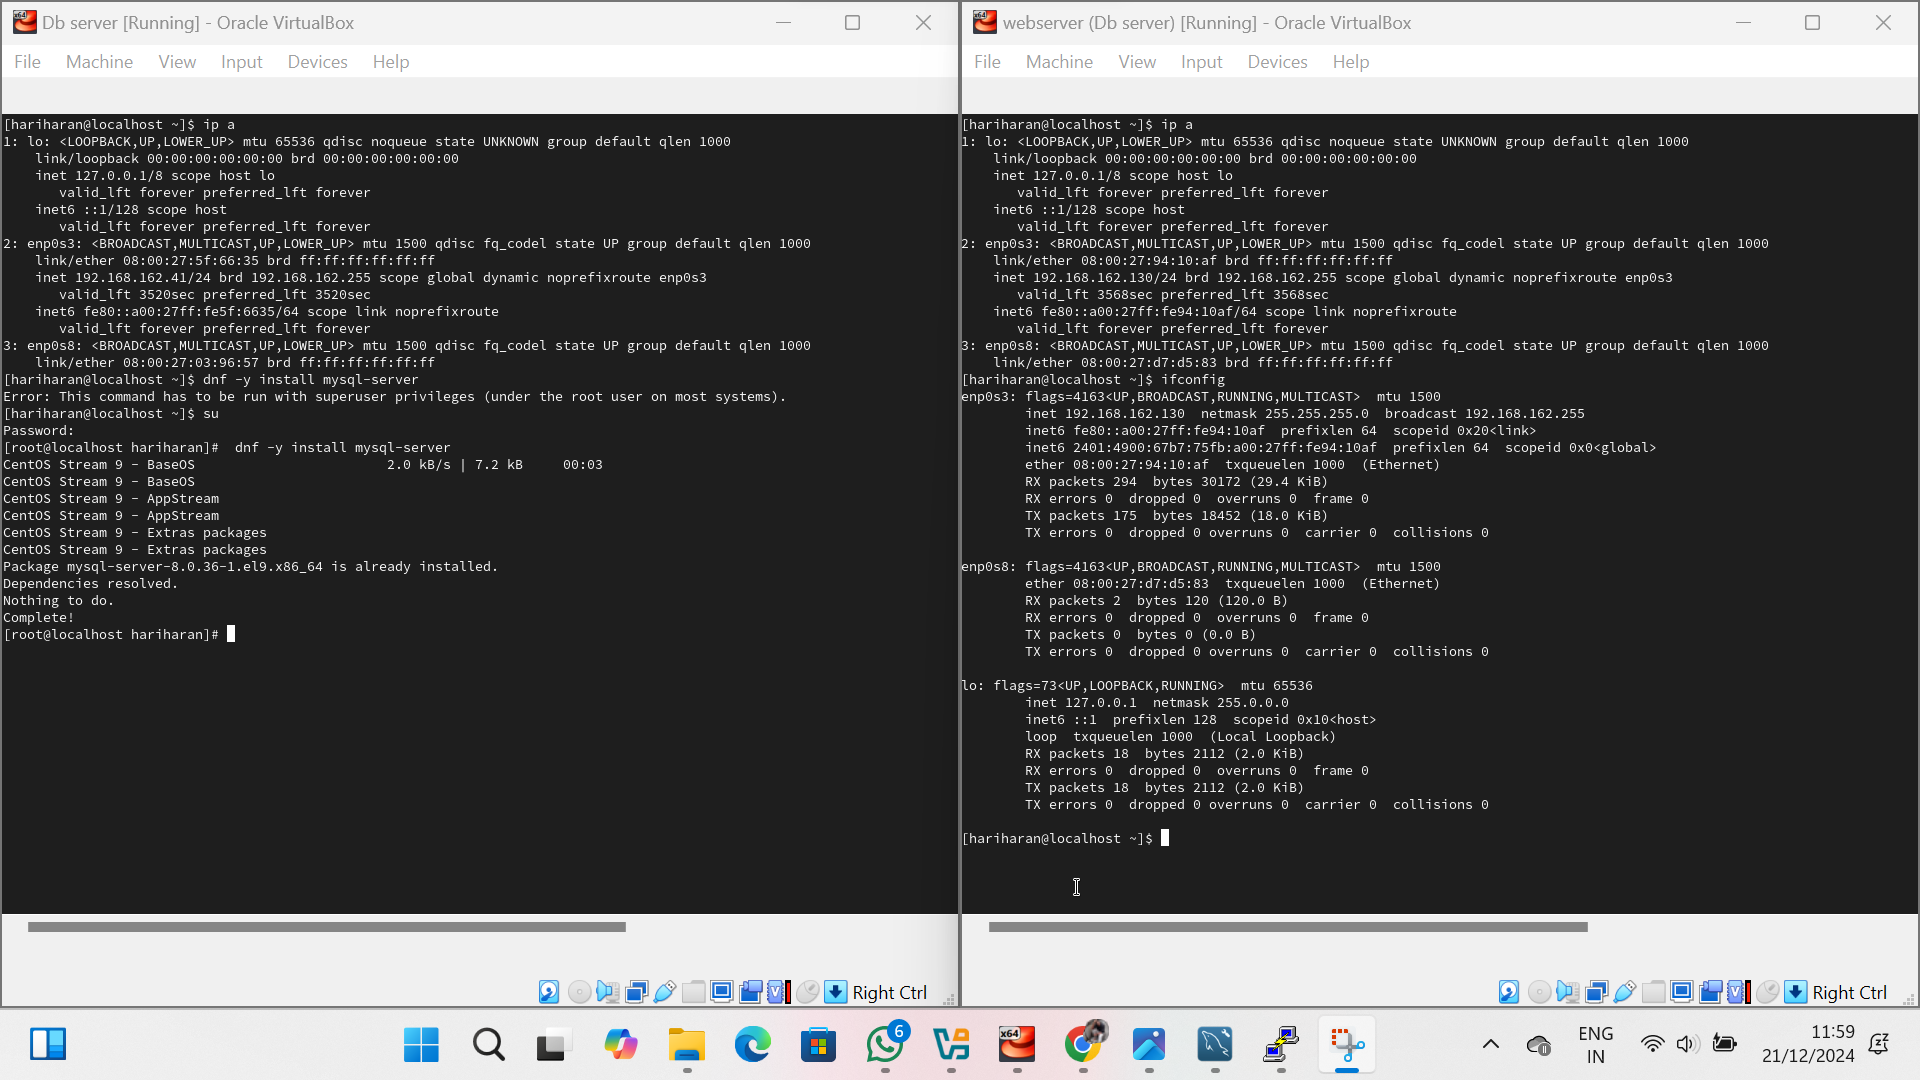 Db server [Running] - Oracle VirtualBox
File Machine View Input Devices Help
[hariharan@localhost ~]$ ip a
1: lo: <LOOPBACK,UP,LOWER_UP> mtu 65536 qdisc noqueue state UNKNOWN group default qlen 1000
    link/loopback 00:00:00:00:00:00 brd 00:00:00:00:00:00
    inet 127.0.0.1/8 scope host lo
       valid_lft forever preferred_lft forever
    inet6 ::1/128 scope host
       valid_lft forever preferred_lft forever
2: enp0s3: <BROADCAST,MULTICAST,UP,LOWER_UP> mtu 1500 qdisc fq_codel state UP group default qlen 1000
    link/ether 08:00:27:5f:66:35 brd ff:ff:ff:ff:ff:ff
    inet 192.168.162.41/24 brd 192.168.162.255 scope global dynamic noprefixroute enp0s3
       valid_lft 3520sec preferred_lft 3520sec
    inet6 fe80::a00:27ff:fe5f:6635/64 scope link noprefixroute
       valid_lft forever preferred_lft forever
3: enp0s8: <BROADCAST,MULTICAST,UP,LOWER_UP> mtu 1500 qdisc fq_codel state UP group default qlen 1000
    link/ether 08:00:27:03:96:57 brd ff:ff:ff:ff:ff:ff
[hariharan@localhost ~]$ dnf -y install mysql-server
Error: This command has to be run with superuser privileges (under the root user on most systems).
[hariharan@localhost ~]$ su
Password:
[root@localhost hariharan]#  dnf -y install mysql-server
CentOS Stream 9 - BaseOS 2.0 kB/s | 7.2 kB 00:03
CentOS Stream 9 - BaseOS
CentOS Stream 9 - AppStream
CentOS Stream 9 - AppStream
CentOS Stream 9 - Extras packages
CentOS Stream 9 - Extras packages
Package mysql-server-8.0.36-1.el9.x86_64 is already installed.
Dependencies resolved.
Nothing to do.
Complete!
[root@localhost hariharan]#
Right Ctrl
webserver (Db server) [Running] - Oracle VirtualBox
File Machine View Input Devices Help
[hariharan@localhost ~]$ ip a
1: lo: <LOOPBACK,UP,LOWER_UP> mtu 65536 qdisc noqueue state UNKNOWN group default qlen 1000
    link/loopback 00:00:00:00:00:00 brd 00:00:00:00:00:00
    inet 127.0.0.1/8 scope host lo
       valid_lft forever preferred_lft forever
    inet6 ::1/128 scope host
       valid_lft forever preferred_lft forever
2: enp0s3: <BROADCAST,MULTICAST,UP,LOWER_UP> mtu 1500 qdisc fq_codel state UP group default qlen 1000
    link/ether 08:00:27:94:10:af brd ff:ff:ff:ff:ff:ff
    inet 192.168.162.130/24 brd 192.168.162.255 scope global dynamic noprefixroute enp0s3
       valid_lft 3568sec preferred_lft 3568sec
    inet6 fe80::a00:27ff:fe94:10af/64 scope link noprefixroute
       valid_lft forever preferred_lft forever
3: enp0s8: <BROADCAST,MULTICAST,UP,LOWER_UP> mtu 1500 qdisc fq_codel state UP group default qlen 1000
    link/ether 08:00:27:d7:d5:83 brd ff:ff:ff:ff:ff:ff
[hariharan@localhost ~]$ ifconfig
enp0s3: flags=4163<UP,BROADCAST,RUNNING,MULTICAST>  mtu 1500
        inet 192.168.162.130  netmask 255.255.255.0  broadcast 192.168.162.255
        inet6 fe80::a00:27ff:fe94:10af  prefixlen 64  scopeid 0x20<link>
        inet6 2401:4900:67b7:75fb:a00:27ff:fe94:10af  prefixlen 64  scopeid 0x0<global>
        ether 08:00:27:94:10:af  txqueuelen 1000  (Ethernet)
        RX packets 294  bytes 30172 (29.4 KiB)
        RX errors 0  dropped 0  overruns 0  frame 0
        TX packets 175  bytes 18452 (18.0 KiB)
        TX errors 0  dropped 0 overruns 0  carrier 0  collisions 0
enp0s8: flags=4163<UP,BROADCAST,RUNNING,MULTICAST>  mtu 1500
        ether 08:00:27:d7:d5:83  txqueuelen 1000  (Ethernet)
        RX packets 2  bytes 120 (120.0 B)
        RX errors 0  dropped 0  overruns 0  frame 0
        TX packets 0  bytes 0 (0.0 B)
        TX errors 0  dropped 0 overruns 0  carrier 0  collisions 0
lo: flags=73<UP,LOOPBACK,RUNNING>  mtu 65536
        inet 127.0.0.1  netmask 255.0.0.0
        inet6 ::1  prefixlen 128  scopeid 0x10<host>
        loop  txqueuelen 1000  (Local Loopback)
        RX packets 18  bytes 2112 (2.0 KiB)
        RX errors 0  dropped 0  overruns 0  frame 0
        TX packets 18  bytes 2112 (2.0 KiB)
        TX errors 0  dropped 0 overruns 0  carrier 0  collisions 0
[hariharan@localhost ~]$
Right Ctrl
6
x64
ENG
IN
11:59
21/12/2024